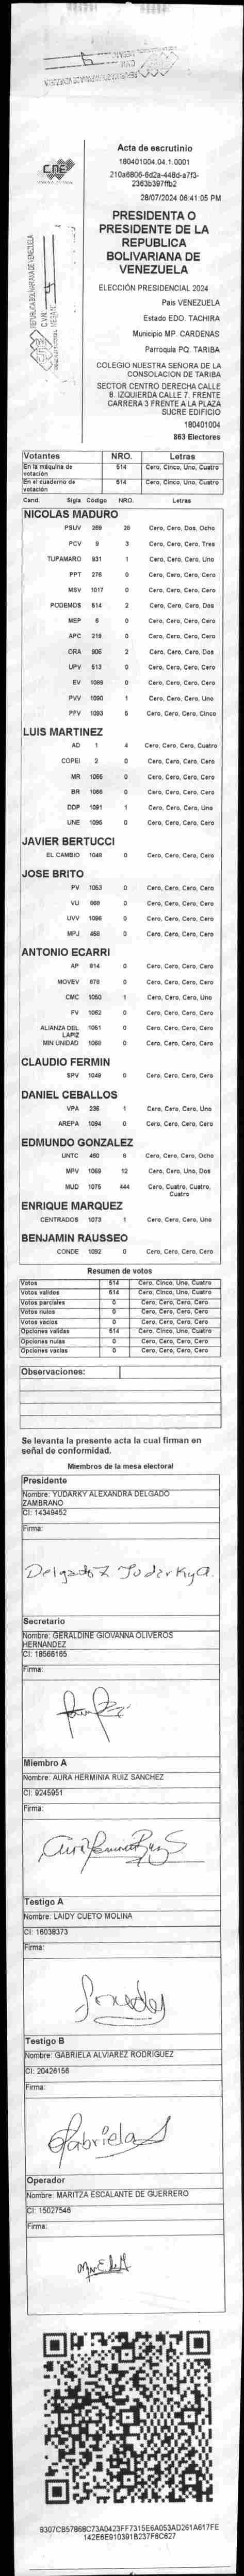 CNE
REPUBLICA BOLIVARIANA DE VENEZUELA
Acta de escrutinio
180401004.04.1.0001
210a6806-6d2a-448d-a7f3-
2363b397ffb2
28/07/2024 06:41:05 PM
PRESIDENTA O
PRESIDENTE DE LA
REPUBLICA
BOLIVARIANA DE
VENEZUELA
ELECCIÓN PRESIDENCIAL 2024
Pais VENEZUELA
Estado EDO. TACHIRA
Municipio MP. CARDENAS
Parroquia PQ. TARIBA
COLEGIO NUESTRA SENORA DE LA
CONSOLACION DE TARIBA
SECTOR CENTRO DERECHA CALLE
8. IZQUIERDA CALLE 7. FRENTE
CARRERA 3 FRENTE A LA PLAZA
SUCRE EDIFICIO
180401004
863 Electores
Votantes NRO. Letras
En la máquina de votación 514 Cero, Cinco, Uno, Cuatro
En el cuaderno de votación 514 Cero, Cinco, Uno, Cuatro
Cand. Sigla Codigo NRO. Letras
NICOLAS MADURO
PSUV 269 28 Cero, Cero, Dos, Ocho
PCV 9 3 Cero, Cero, Cero, Tres
TUPAMARO 931 1 Cero, Cero, Cero, Uno
PPT 276 0 Cero, Cero, Cero, Cero
MSV 1017 0 Cero, Cero, Cero, Cero
PODEMOS 614 2 Cero, Cero, Cero, Dos
MEP 5 0 Cero, Cero, Cero, Cero
APC 219 0 Cero, Cero, Cero, Cero
ORA 906 2 Cero, Cero, Cero, Dos
UPV 613 0 Cero, Cero, Cero, Cero
EV 1089 0 Cero, Cero, Cero, Cero
PVV 1090 1 Cero, Cero, Cero, Uno
PFV 1093 5 Cero, Cero, Cero, Cinco
LUIS MARTINEZ
AD 1 4 Cero, Cero, Cero, Cuatro
COPEI 2 0 Cero, Cero, Cero, Cero
MR 1065 0 Cero, Cero, Cero, Cero
BR 1066 0 Cero, Cero, Cero, Cero
DDP 1091 1 Cero, Cero, Cero, Uno
UNE 1095 0 Cero, Cero, Cero, Cero
JAVIER BERTUCCI
EL CAMBIO 1048 0 Cero, Cero, Cero, Cero
JOSE BRITO
PV 1053 0 Cero, Cero, Cero, Cero
VU 969 0 Cero, Cero, Cero, Cero
UVV 1096 0 Cero, Cero, Cero, Cero
MPJ 458 0 Cero, Cero, Cero, Cero
ANTONIO ECARRI
AP 914 0 Cero, Cero, Cero, Cero
MOVEV 978 0 Cero, Cero, Cero, Cero
CMC 1050 1 Cero, Cero, Cero, Uno
FV 1062 0 Cero, Cero, Cero, Cero
ALIANZA DEL LAPIZ 1061 0 Cero, Cero, Cero, Cero
MIN UNIDAD 1088 0 Cero, Cero, Cero, Cero
CLAUDIO FERMIN
SPV 1049 0 Cero, Cero, Cero, Cero
DANIEL CEBALLOS
VPA 236 1 Cero, Cero, Cero, Uno
AREPA 1094 0 Cero, Cero, Cero, Cero
EDMUNDO GONZALEZ
UNTC 460 8 Cero, Cero, Cero, Ocho
MPV 1069 12 Cero, Cero, Uno, Dos
MUD 1075 444 Cero, Cuatro, Cuatro, Cuatro
ENRIQUE MARQUEZ
CENTRADOS 1073 1 Cero, Cero, Cero, Uno
BENJAMIN RAUSSEO
CONDE 1092 0 Cero, Cero, Cero, Cero
Resumen de votos
Votos 514 Cero, Cinco, Uno, Cuatro
Votos validos 514 Cero, Cinco, Uno, Cuatro
Votos parciales 0 Cero, Cero, Cero, Cero
Votos nulos 0 Cero, Cero, Cero, Cero
Votos vacios 0 Cero, Cero, Cero, Cero
Opciones validas 514 Cero, Cinco, Uno, Cuatro
Opciones nulas 0 Cero, Cero, Cero, Cero
Opciones vacias 0 Cero, Cero, Cero, Cero
Observaciones:
Se levanta la presente acta la cual firman en
señal de conformidad.
Miembros de la mesa electoral
Presidente
Nombre: YUDARKY ALEXANDRA DELGADO
ZAMBRANO
CI: 14349452
Firma:
Delgado Z Yuderkya.
Secretario
Nombre: GERALDINE GIOVANNA OLIVEROS
HERNANDEZ
CI: 18566165
Firma:
Miembro A
Nombre: AURA HERMINIA RUIZ SANCHEZ
CI: 9245951
Firma:
Testigo A
Nombre: LAIDY CUETO MOLINA
CI: 16038373
Firma:
Testigo B
Nombre: GABRIELA ALVIAREZ RODRIGUEZ
CI: 20426156
Firma:
Gabriela
Operador
Nombre: MARITZA ESCALANTE DE GUERRERO
CI: 15027546
Firma:
9307CB57868C73A0423FF7315E6A053AD261A617FE
142E6E910391B237F6C627